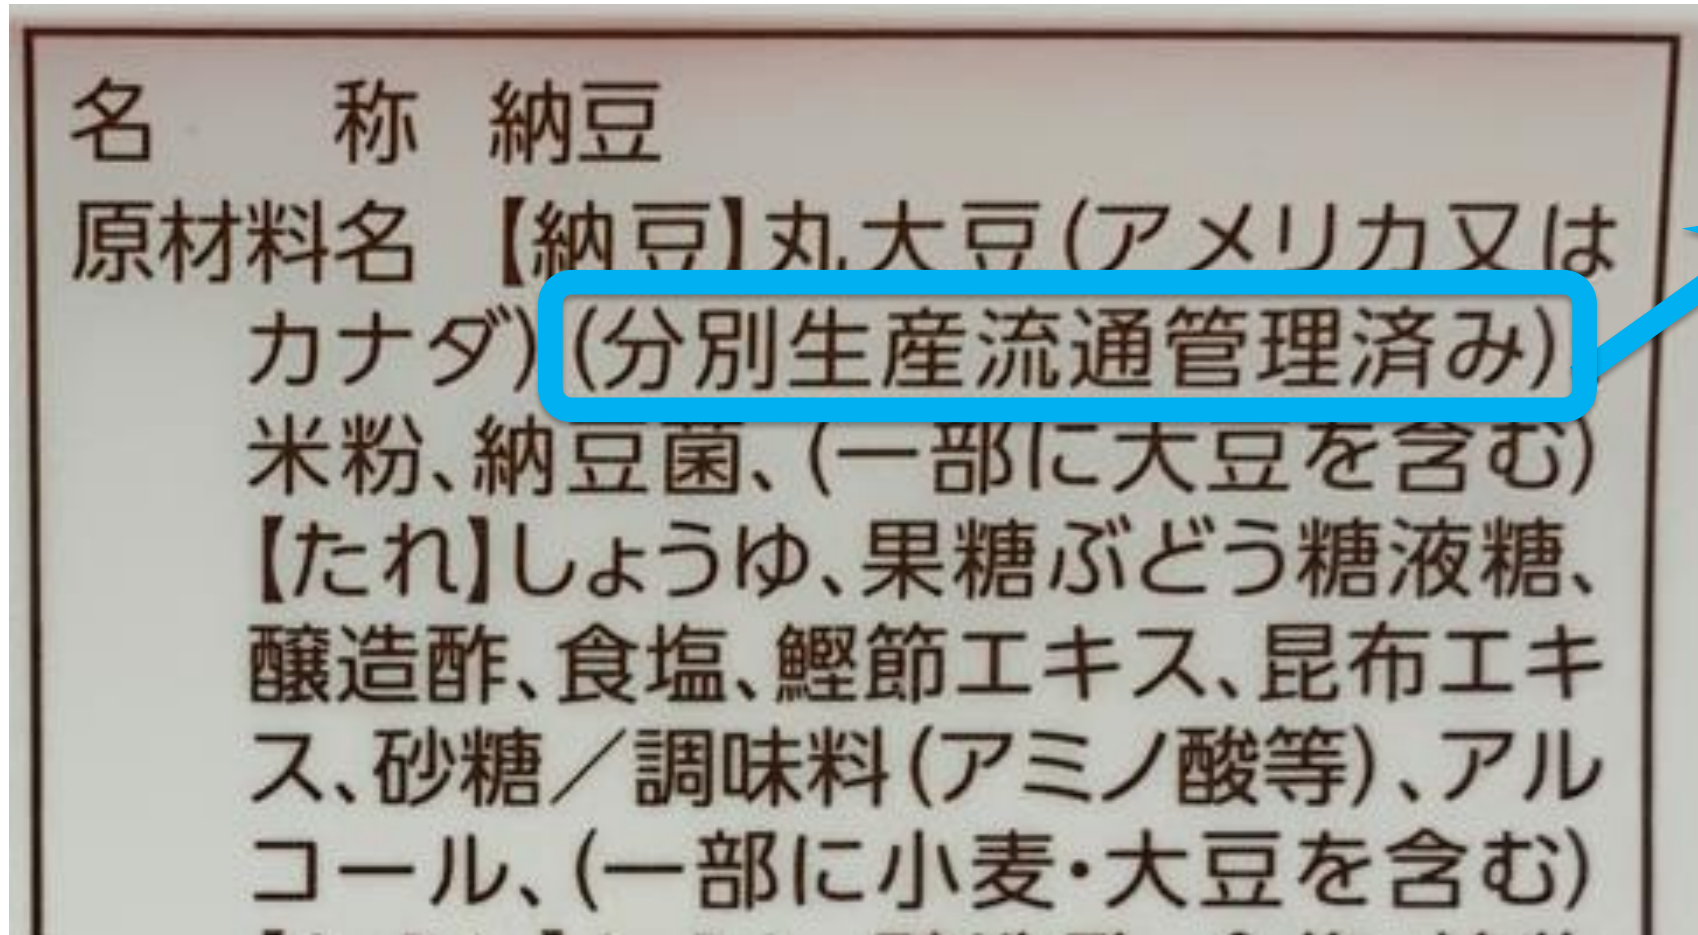 名　　称 納豆
原材料名 【納豆】丸大豆(アメリカ又は
カナダ)(分別生産流通管理済み)
米粉、納豆菌、(一部に大豆を含む)
【たれ】しょうゆ、果糖ぶどう糖液糖、
醸造酢、食塩、鰹節エキス、昆布エキ
ス、砂糖／調味料(アミノ酸等)、アル
コール、(一部に小麦・大豆を含む)